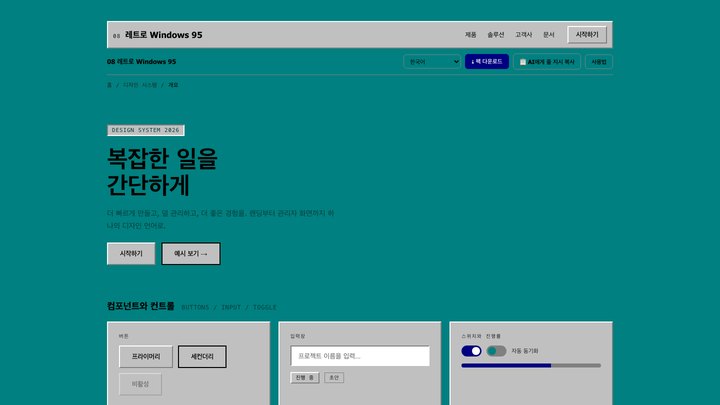 08 레트로 Windows 95 제품 솔루션 고객사 문서 시작하기
08 레트로 Windows 95 한국어 ↓ 팩 다운로드 📋 AI에게 줄 지시 복사 사용법
홈 / 디자인 시스템 / 레트로
DESIGN SYSTEM 2026
복잡한 일을
간단하게
더 빠르게 만들고, 덜 관리하고, 더 좋은 경험을. 랜딩부터 관리자 화면까지 하
나의 디자인 언어로.
시작하기 예시 보기 →
컴포넌트와 컨트롤 BUTTONS / INPUT / TOGGLE
버튼
프라이머리 세컨더리
비활성
입력창
프로젝트 이름을 입력…
진행 중 초안
스위치와 진행률
자동 동기화